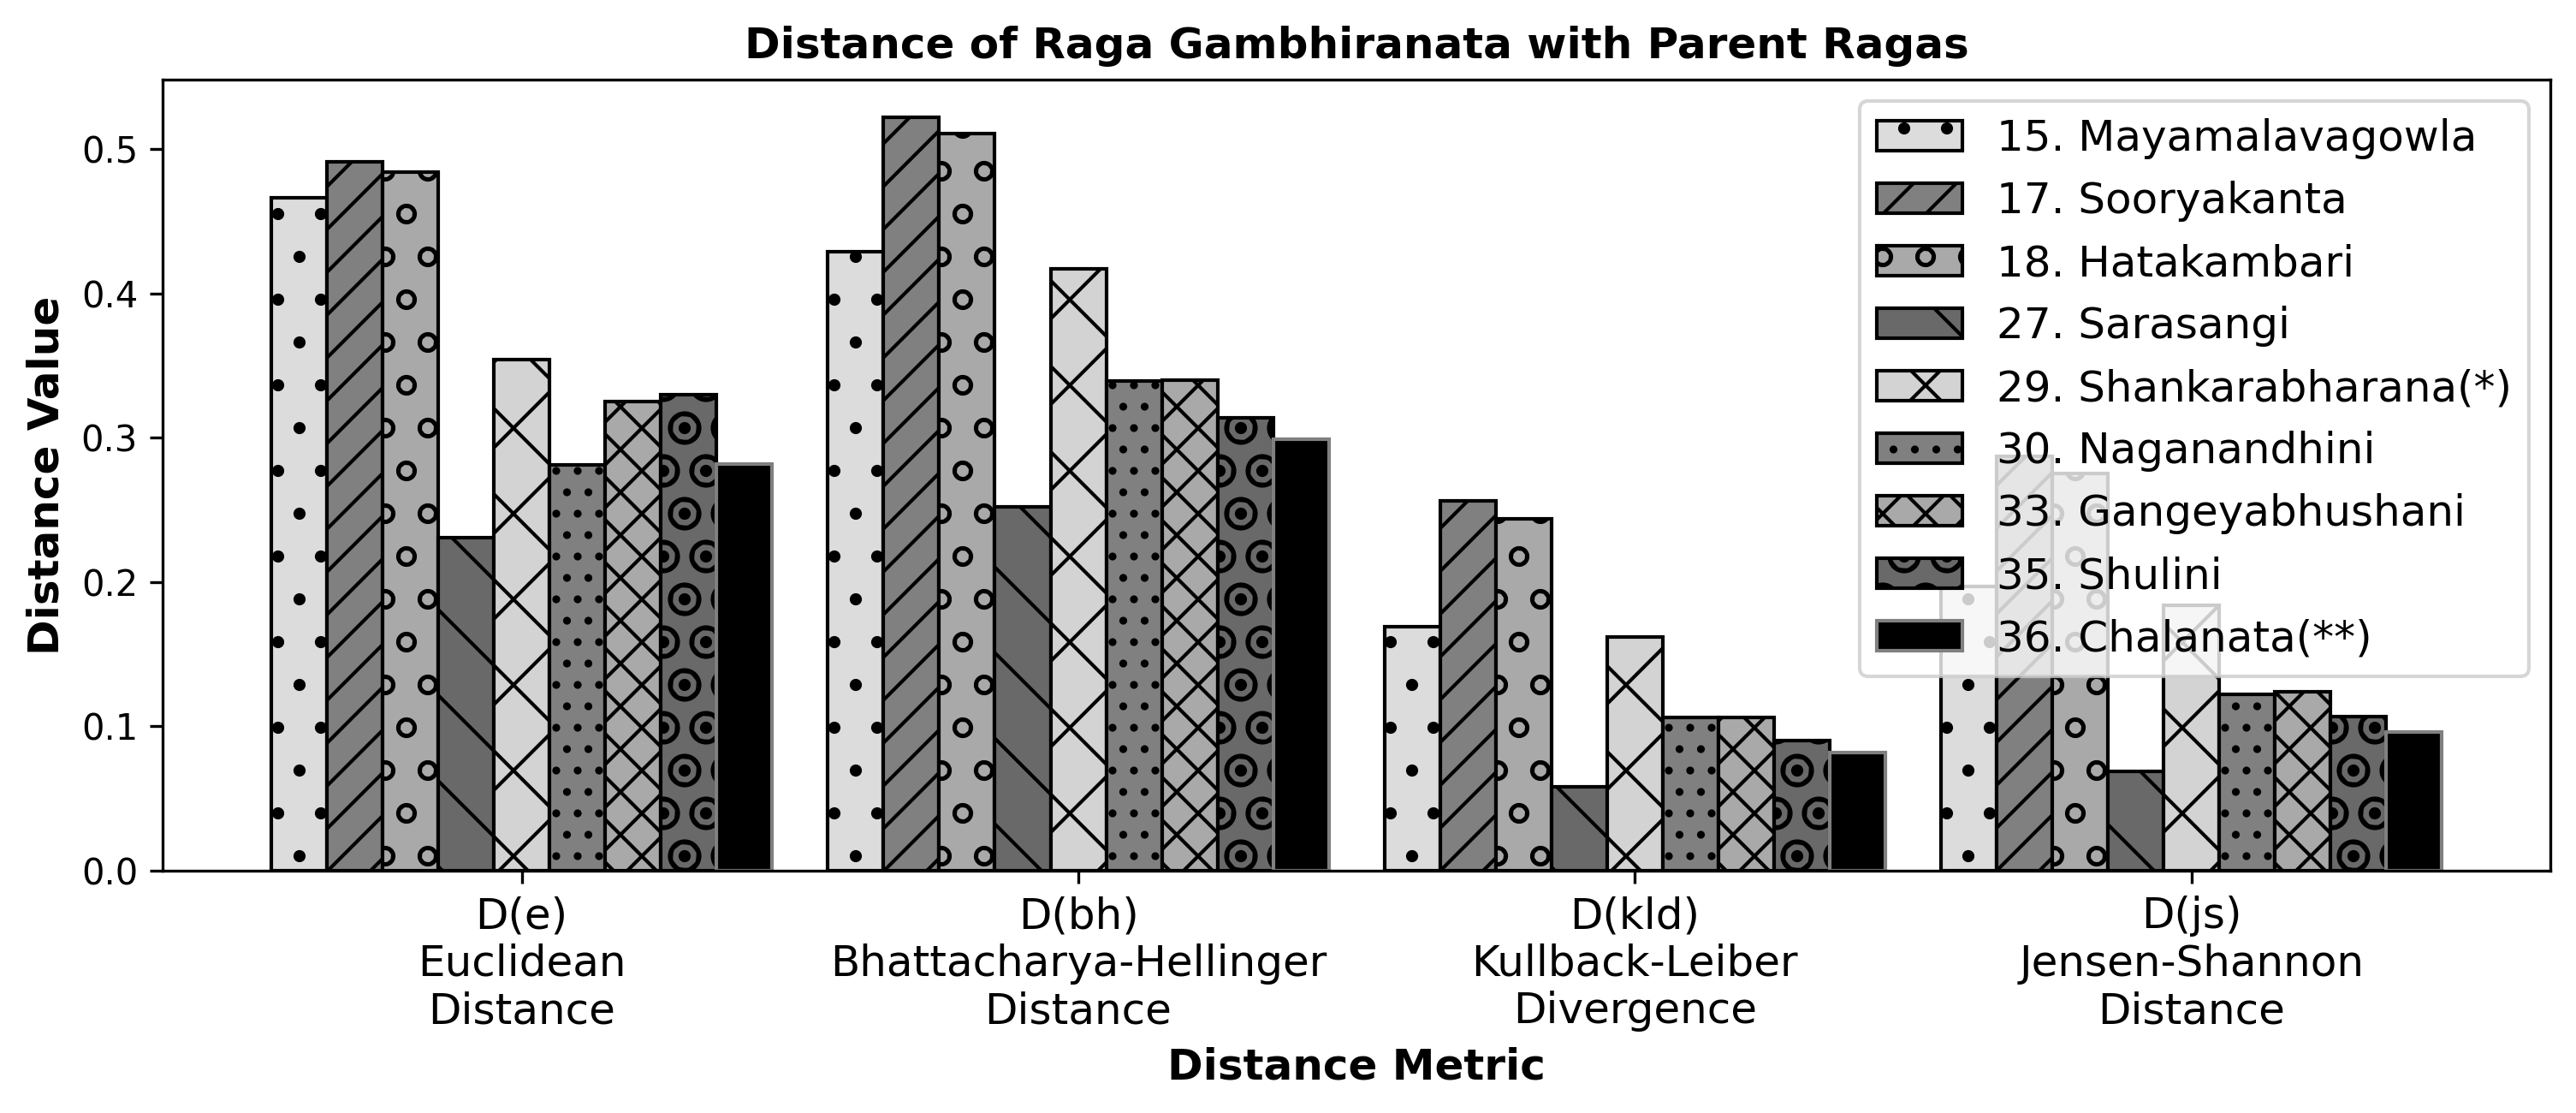 Distance of Raga Gambhiranata with Parent Ragas
Distance Value
0.5
0.4
0.3
0.2
0.1
0.0
15. Mayamalavagowla
17. Sooryakanta
18. Hatakambari
27. Sarasangi
29. Shankarabharana(*)
30. Naganandhini
33. Gangeyabhushani
35. Shulini
36. Chalanata(**)
D(e)
Euclidean
Distance
D(bh)
Bhattacharya-Hellinger
Distance
D(kld)
Kullback-Leiber
Divergence
D(js)
Jensen-Shannon
Distance
Distance Metric